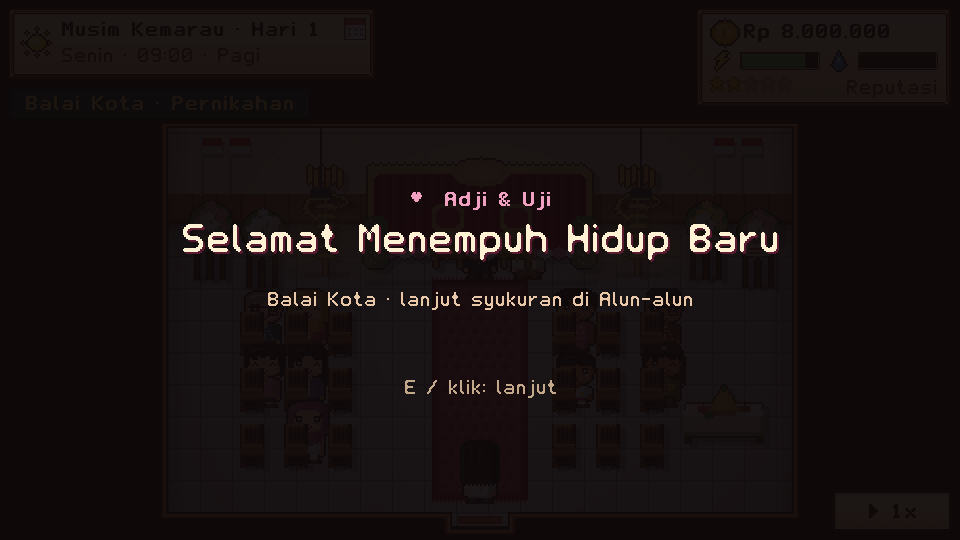 Musim Kemarau · Hari 1
Senin · 09:00 · Pagi
Rp 8.000.000
Reputasi
Balai Kota · Pernikahan
♥ Adji & Uji
Selamat Menempuh Hidup Baru
Balai Kota · lanjut syukuran di Alun-alun
E / klik: lanjut
▶ 1x